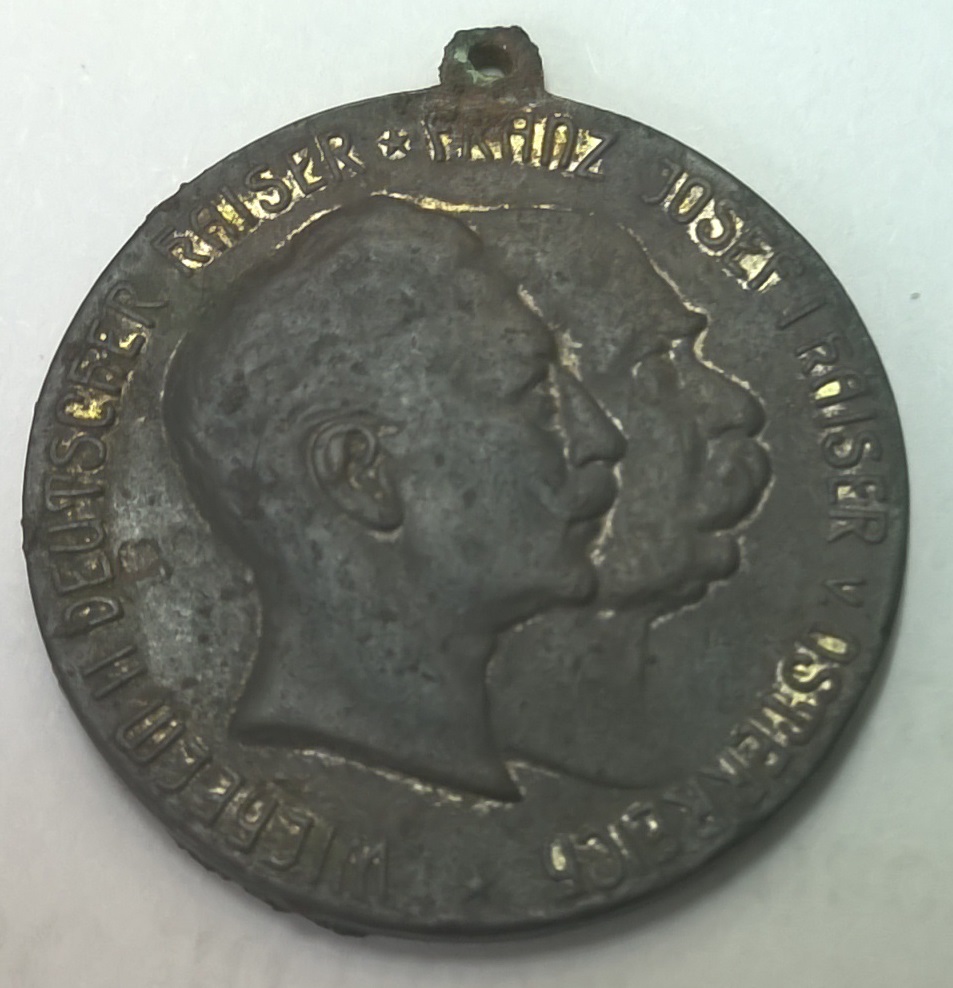 WILHELM II DEUTSCHER KAISER * FRANZ JOSEF I KAISER V. OSTERREICH *